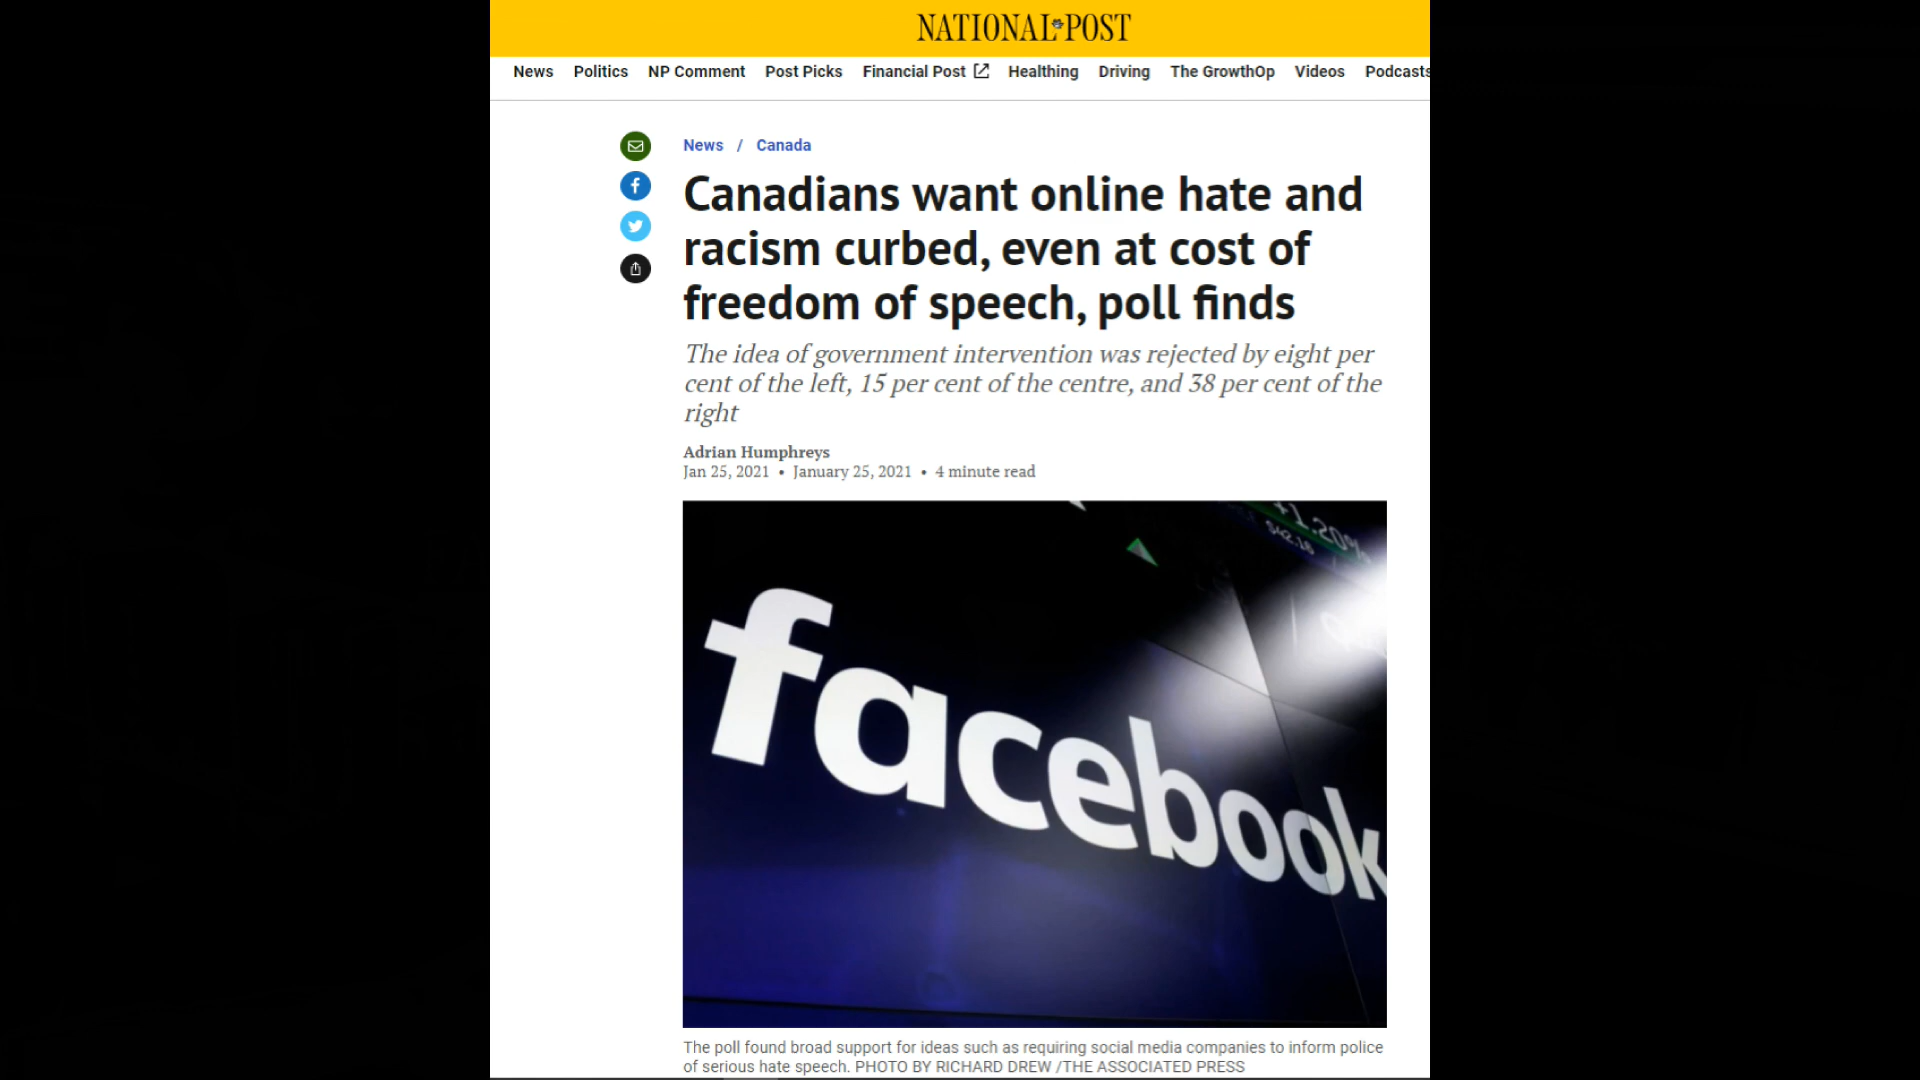 NATIONAL POST
News Politics NP Comment Post Picks Financial Post Healthing Driving The GrowthOp Videos Podcasts
News / Canada
Canadians want online hate and
racism curbed, even at cost of
freedom of speech, poll finds
The idea of government intervention was rejected by eight per
cent of the left, 15 per cent of the centre, and 38 per cent of the
right
Adrian Humphreys
Jan 25, 2021 • January 25, 2021 • 4 minute read
facebook
The poll found broad support for ideas such as requiring social media companies to inform police
of serious hate speech. PHOTO BY RICHARD DREW /THE ASSOCIATED PRESS